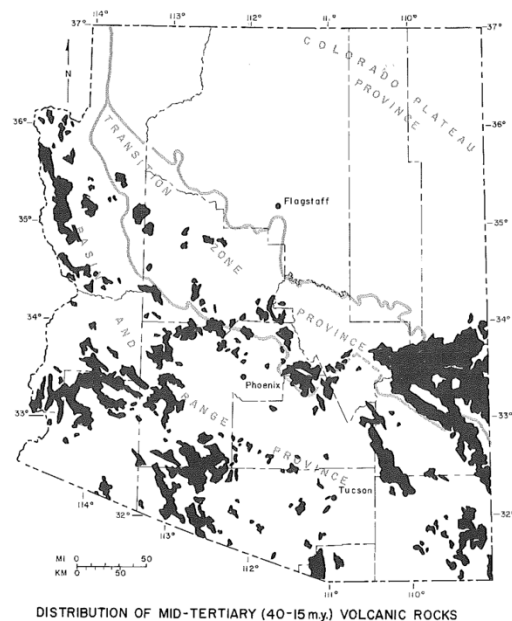 114° 113° 112° 111° 110°
37° 37°
COLORADO PLATEAU
PROVINCE
N
36° 36°
TRANSITION
Flagstaff
35° 35°
ZONE
BASIN
34° 34°
PROVINCE
AND
Phoenix
33° 33°
RANGE
PROVINCE
Tucson
114° 32° 32°
113°
MI 0 50
KM 0 50
112°
111° 110°
DISTRIBUTION OF MID-TERTIARY (40-15 m.y.) VOLCANIC ROCKS